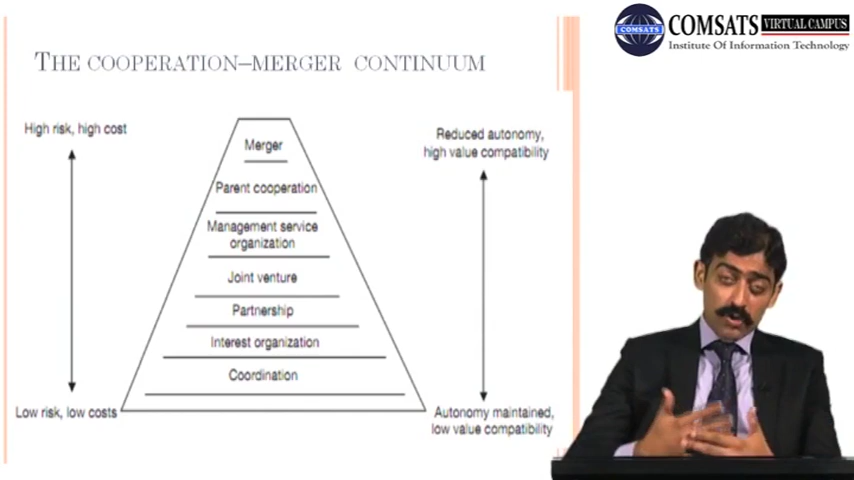 COMSATS VIRTUAL CAMPUS
COMSATS
Institute Of Information Technology
THE COOPERATION–MERGER CONTINUUM
High risk, high cost
Reduced autonomy,
high value compatibility
Merger
Parent cooperation
Management service
organization
Joint venture
Partnership
Interest organization
Coordination
Low risk, low costs
Autonomy maintained,
low value compatibility